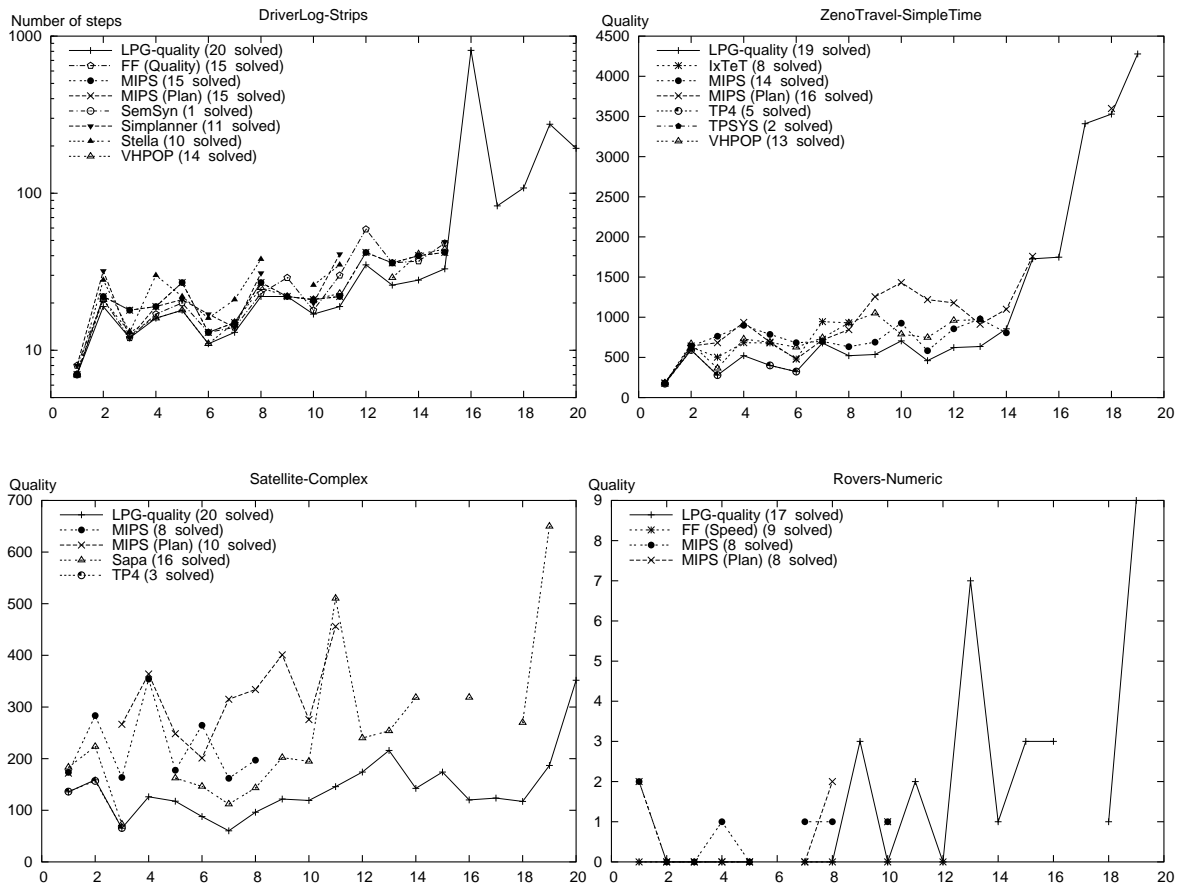 DriverLog-Strips
Number of steps
1000
100
10
LPG-quality (20 solved)
FF (Quality) (15 solved)
MIPS (15 solved)
MIPS (Plan) (15 solved)
SemSyn (1 solved)
Simplanner (11 solved)
Stella (10 solved)
VHPOP (14 solved)
0 2 4 6 8 10 12 14 16 18 20
ZenoTravel-SimpleTime
Quality
4500
4000
3500
3000
2500
2000
1500
1000
500
0
LPG-quality (19 solved)
IxTeT (8 solved)
MIPS (14 solved)
MIPS (Plan) (16 solved)
TP4 (5 solved)
TPSYS (2 solved)
VHPOP (13 solved)
0 2 4 6 8 10 12 14 16 18 20
Satellite-Complex
Quality
700
600
500
400
300
200
100
0
LPG-quality (20 solved)
MIPS (8 solved)
MIPS (Plan) (10 solved)
Sapa (16 solved)
TP4 (3 solved)
0 2 4 6 8 10 12 14 16 18 20
Rovers-Numeric
Quality
9
8
7
6
5
4
3
2
1
0
LPG-quality (17 solved)
FF (Speed) (9 solved)
MIPS (8 solved)
MIPS (Plan) (8 solved)
0 2 4 6 8 10 12 14 16 18 20